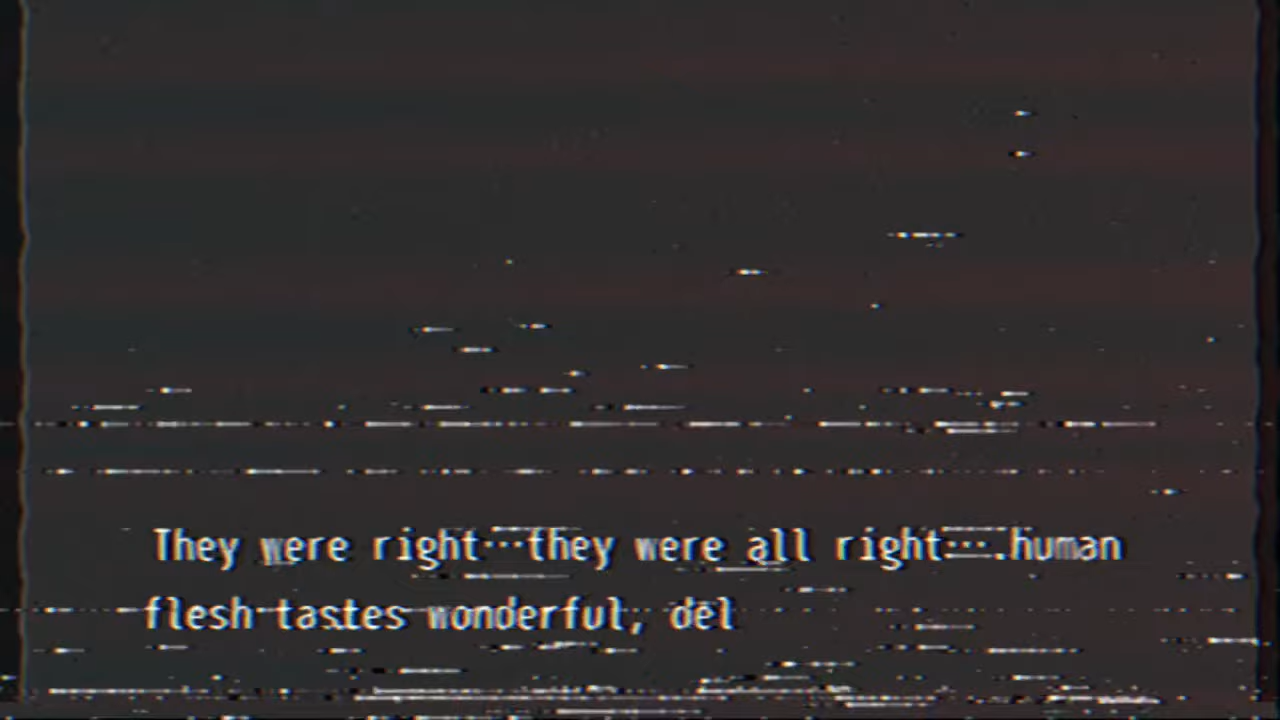 They were right…they were all right….human
flesh tastes wonderful, del